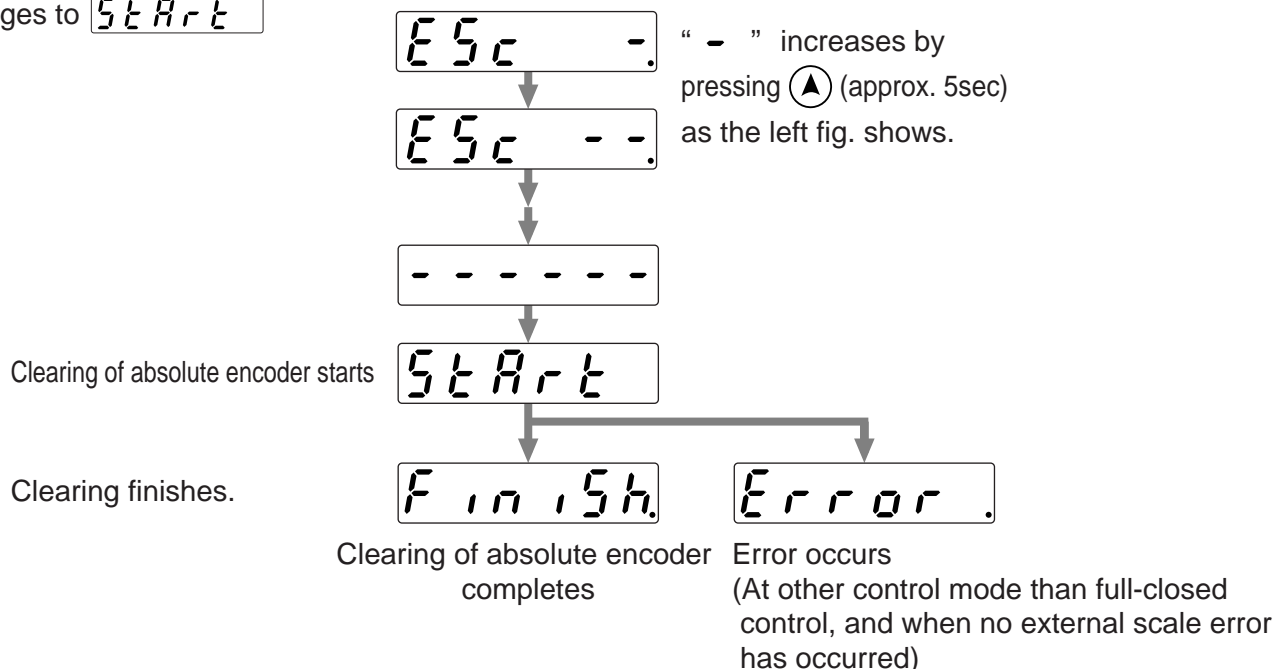 ges to StArt
ESc -.
“ - ” increases by
pressing (approx. 5sec)
as the left fig. shows.
ESc --.
------
Clearing of absolute encoder starts
StArt
Clearing finishes.
FiniSh.
Error .
Clearing of absolute encoder
completes
Error occurs
(At other control mode than full-closed
control, and when no external scale error
has occurred)